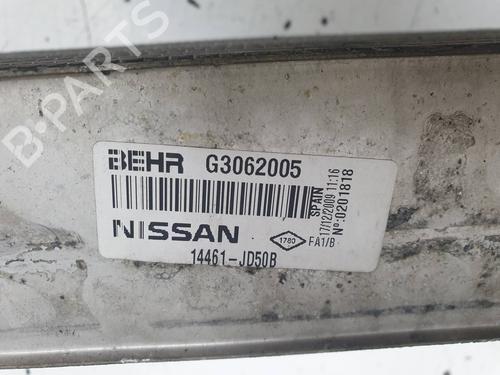 BEHR G3062005
NISSAN
14461-JD50B
1780
FA1/B
SPAIN
17/12/2009 11:16
Nº:0201818
B-PARTS